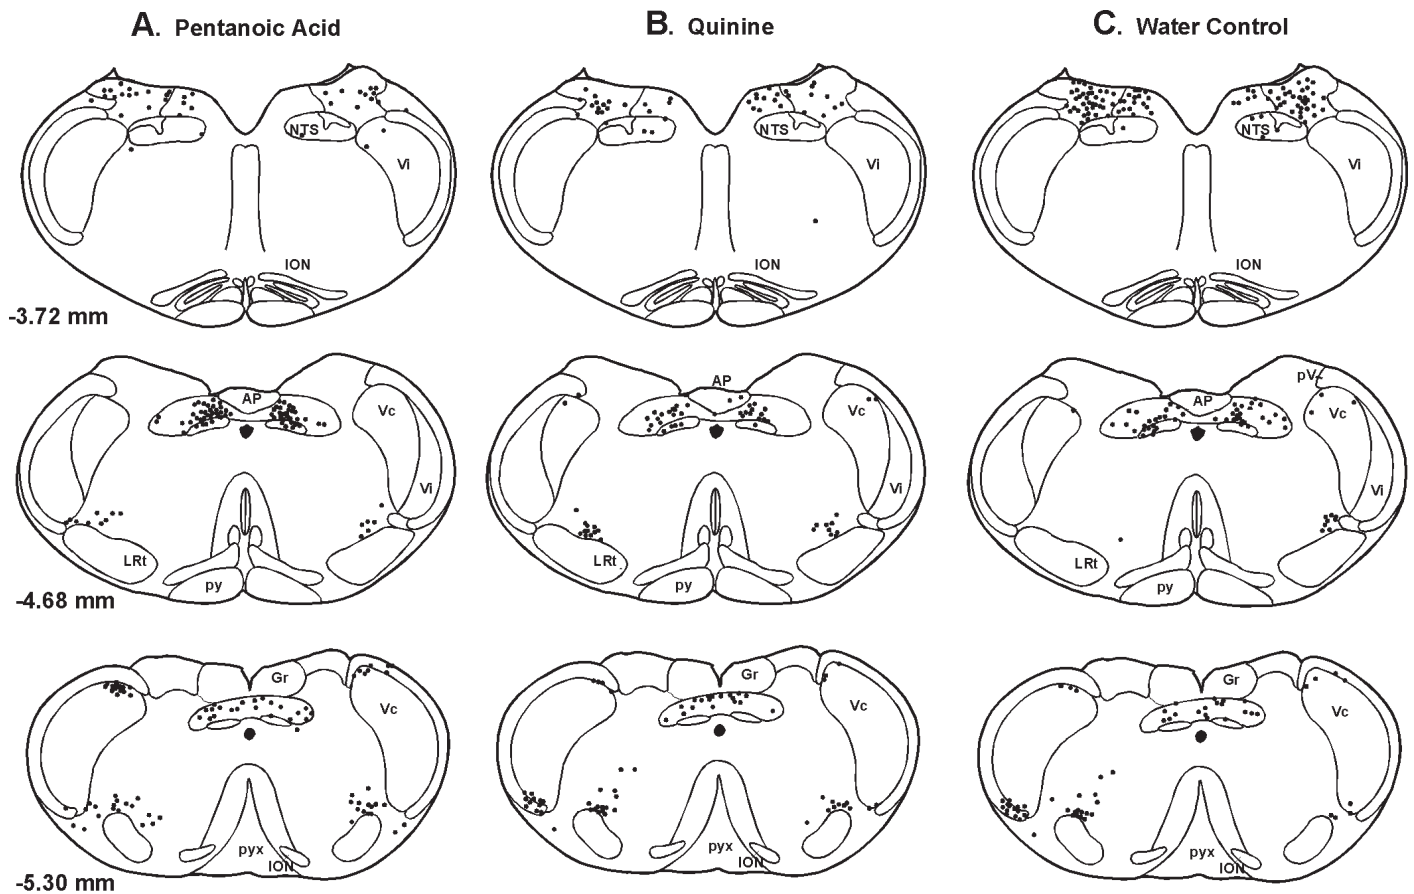 A. Pentanoic Acid
B. Quinine
C. Water Control
NTS
Vi
ION
NTS
Vi
ION
NTS
Vi
ION
-3.72 mm
AP
Vc
Vi
LRt
py
AP
Vc
Vi
LRt
py
pV
AP
Vc
Vi
LRt
py
-4.68 mm
Gr
Vc
pyx
ION
Gr
Vc
pyx
ION
Gr
Vc
pyx
ION
-5.30 mm